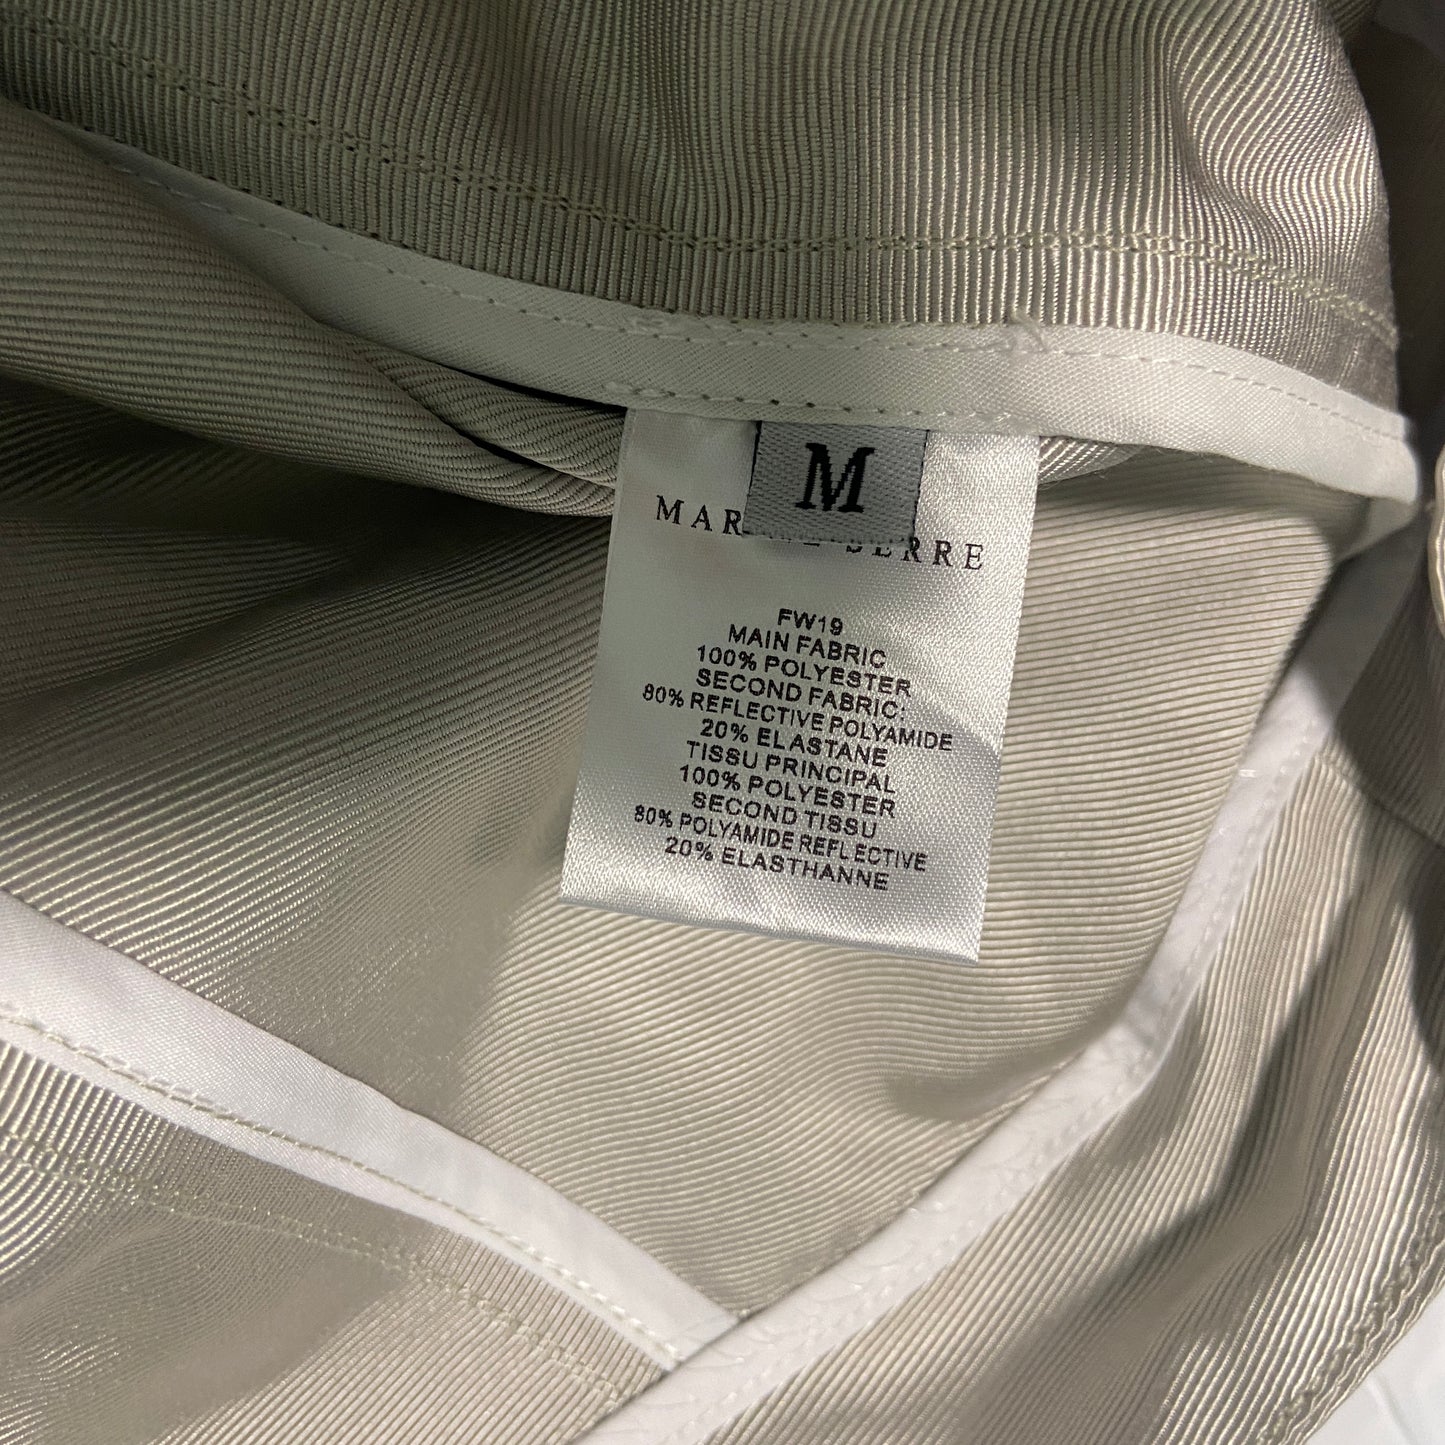 M
SERRE
FW19
MAIN FABRIC
100% POLYESTER
SECOND FABRIC:
80% REFLECTIVE POLYAMIDE
20% ELASTANE
TISSU PRINCIPAL
100% POLYESTER
SECOND TISSU
80% POLYAMIDE REFLECTIVE
20% ELASTHANNE